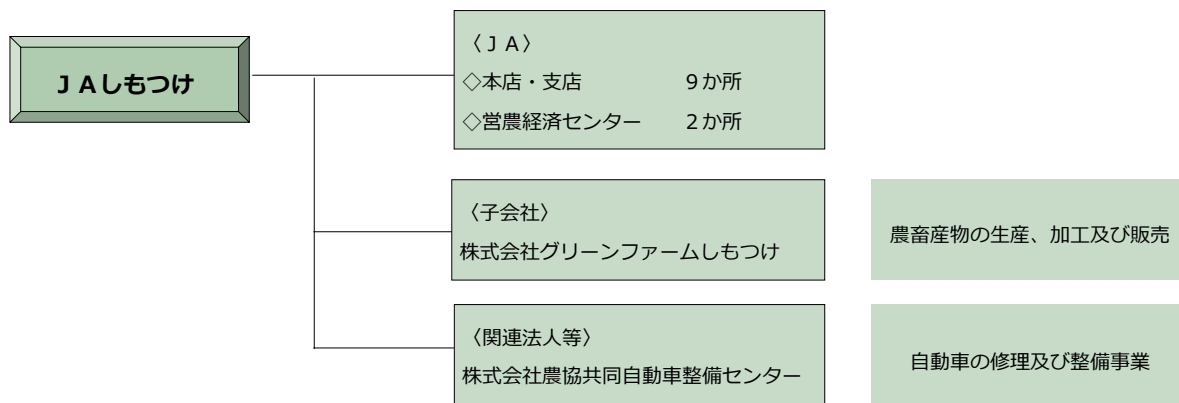 ＪＡしもつけ
〈ＪＡ〉
◇本店・支店　９か所
◇営農経済センター　２か所
〈子会社〉
株式会社グリーンファームしもつけ
農畜産物の生産、加工及び販売
〈関連法人等〉
株式会社農協共同自動車整備センター
自動車の修理及び整備事業